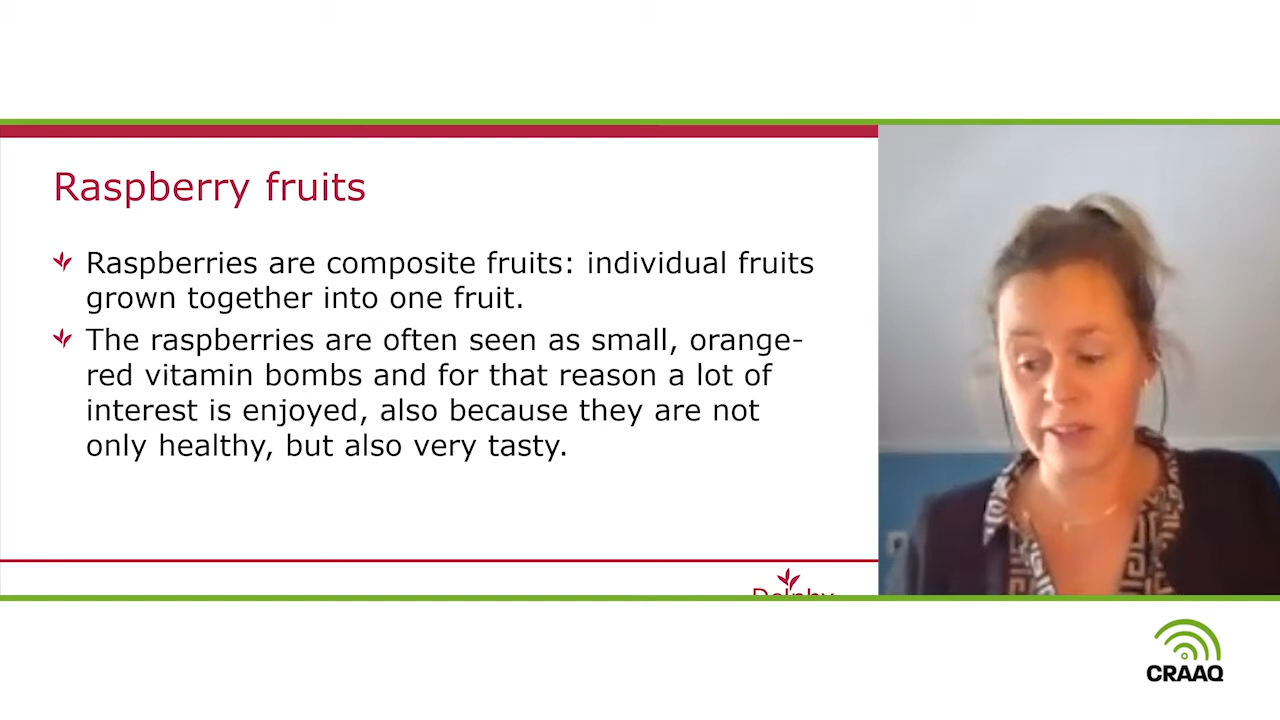 Raspberry fruits
Raspberries are composite fruits: individual fruits
grown together into one fruit.
The raspberries are often seen as small, orange-
red vitamin bombs and for that reason a lot of
interest is enjoyed, also because they are not
only healthy, but also very tasty.
Delphy
CRAAQ